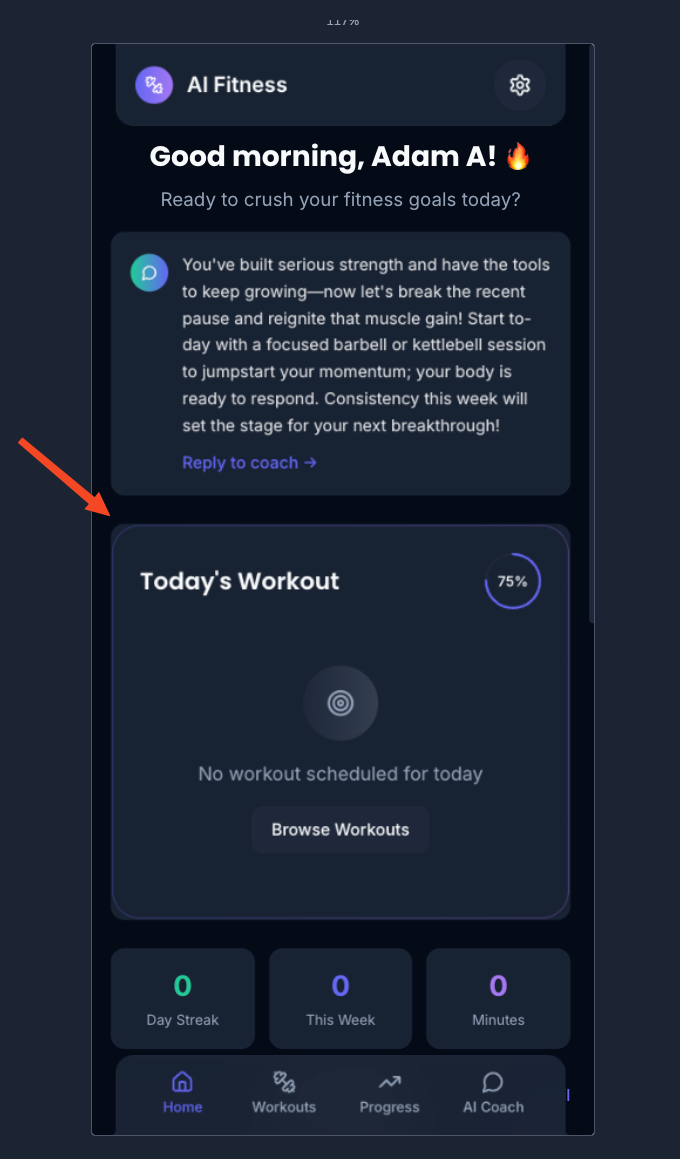 117%
AI Fitness
Good morning, Adam A! 🔥
Ready to crush your fitness goals today?
You've built serious strength and have the tools
to keep growing—now let's break the recent
pause and reignite that muscle gain! Start to-
day with a focused barbell or kettlebell session
to jumpstart your momentum; your body is
ready to respond. Consistency this week will
set the stage for your next breakthrough!
Reply to coach →
Today's Workout
75%
No workout scheduled for today
Browse Workouts
0 0 0
Day Streak This Week Minutes
Home Workouts Progress AI Coach